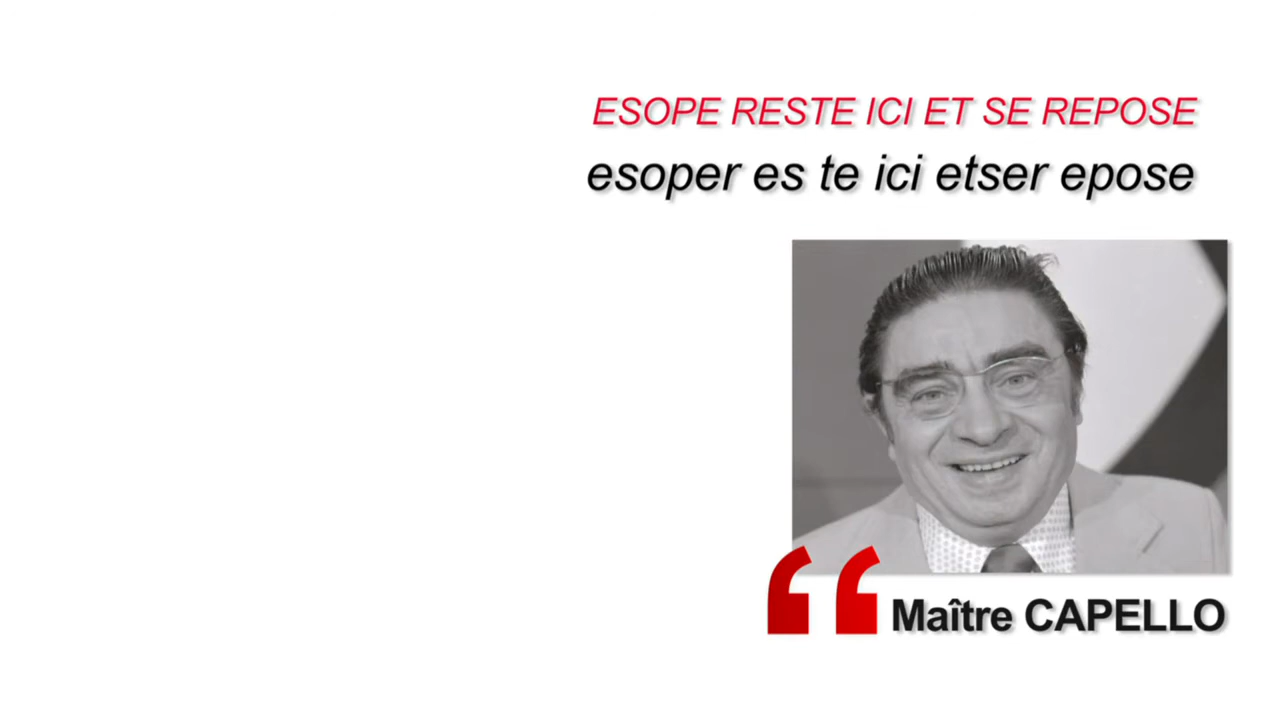 ESOPE RESTE ICI ET SE REPOSE
esoper es te ici etser epose
Maître CAPELLO